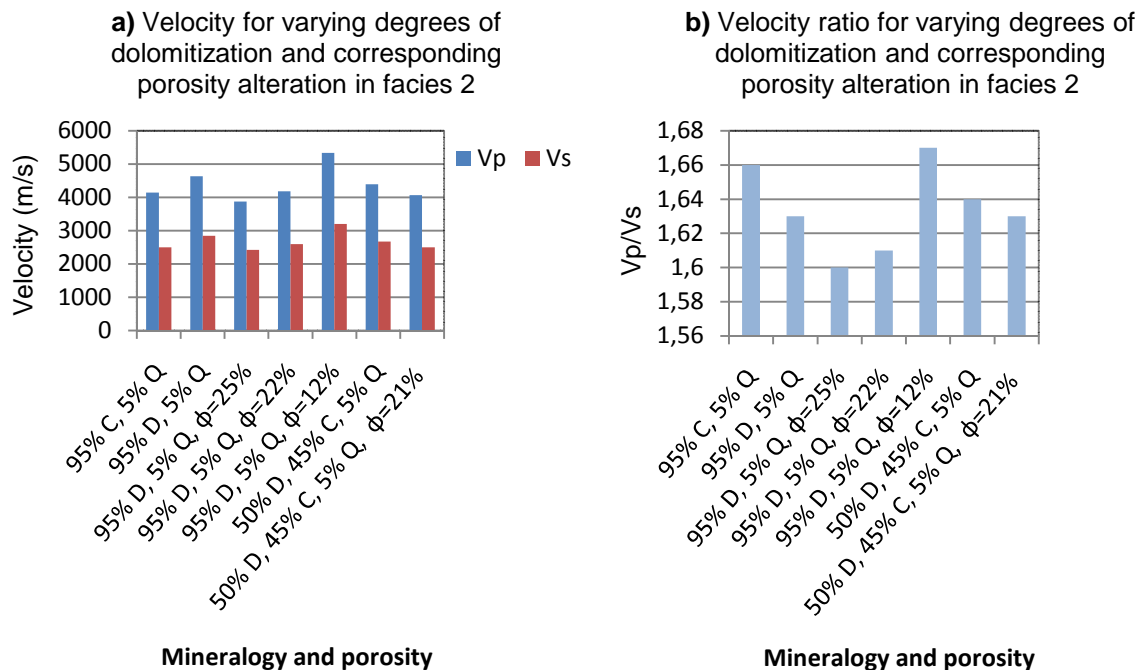 a) Velocity for varying degrees of
dolomitization and corresponding
porosity alteration in facies 2
6000
5000
4000
3000
2000
1000
0
Velocity (m/s)
Vp
Vs
95% C, 5% Q
95% D, 5% Q
95% D, 5% Q, ϕ=25%
95% D, 5% Q, ϕ=22%
95% D, 5% Q, ϕ=12%
50% D, 45% C, 5% Q
50% D, 45% C, 5% Q, ϕ=21%
Mineralogy and porosity
b) Velocity ratio for varying degrees of
dolomitization and corresponding
porosity alteration in facies 2
1,68
1,66
1,64
1,62
1,6
1,58
1,56
Vp/Vs
95% C, 5% Q
95% D, 5% Q
95% D, 5% Q, ϕ=25%
95% D, 5% Q, ϕ=22%
95% D, 5% Q, ϕ=12%
50% D, 45% C, 5% Q
50% D, 45% C, 5% Q, ϕ=21%
Mineralogy and porosity